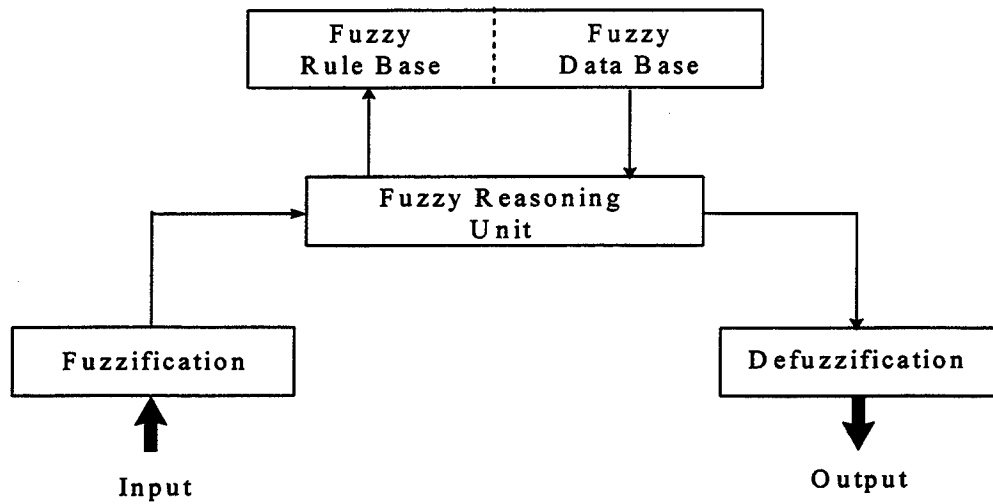 Fuzzy
Rule Base
Fuzzy
Data Base
Fuzzy Reasoning
Unit
Fuzzification
Defuzzification
Input
Output